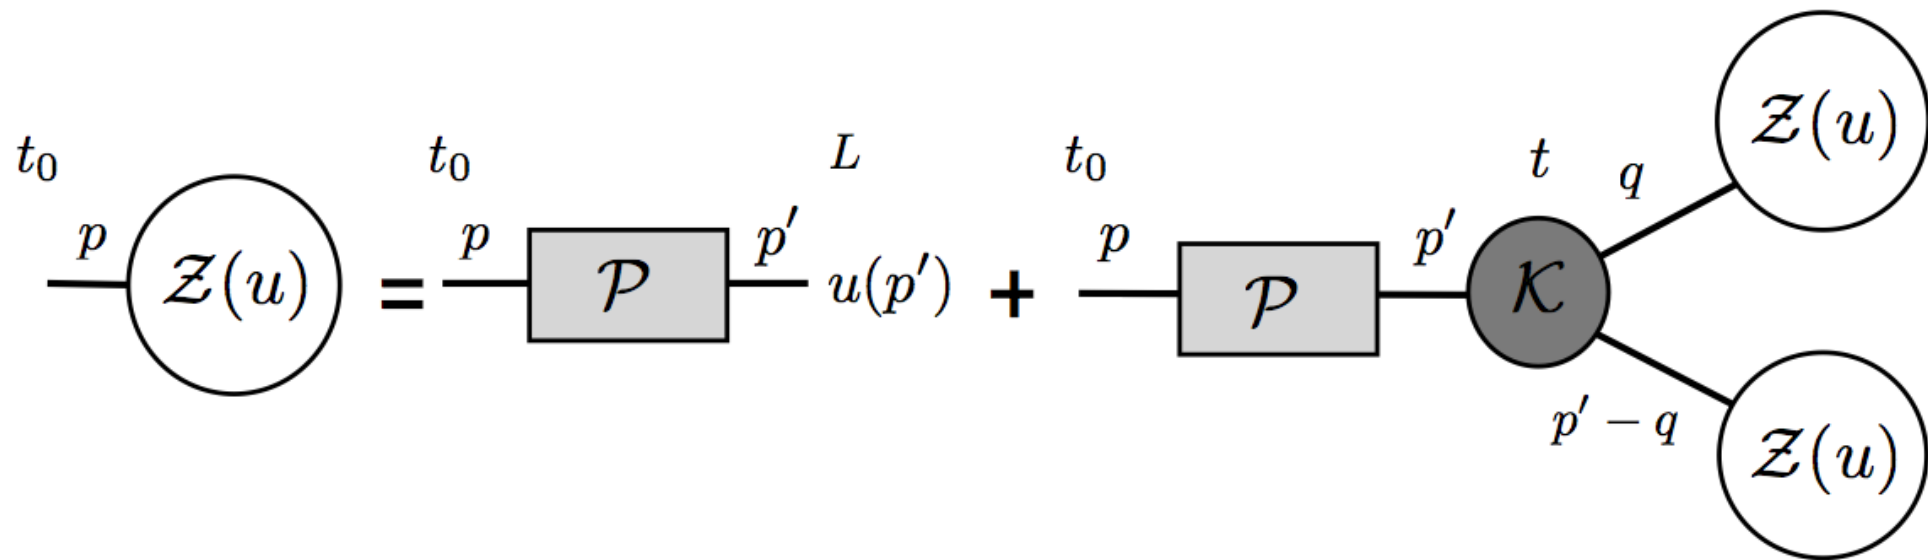 t₀ p 𝒵(u)
=
t₀ p 𝒫 p′ L u(p′)
+
t₀ p 𝒫 p′ t 𝒦 q 𝒵(u)
p′ − q 𝒵(u)